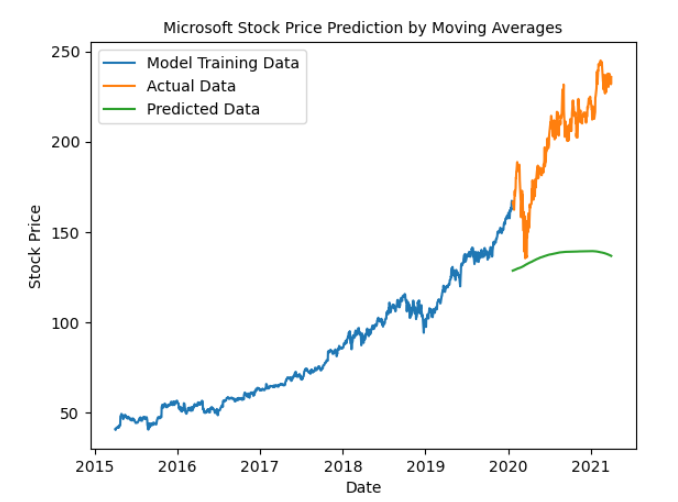 Microsoft Stock Price Prediction by Moving Averages
250
200
150
100
50
Stock Price
Model Training Data
Actual Data
Predicted Data
2015
2016
2017
2018
2019
2020
2021
Date